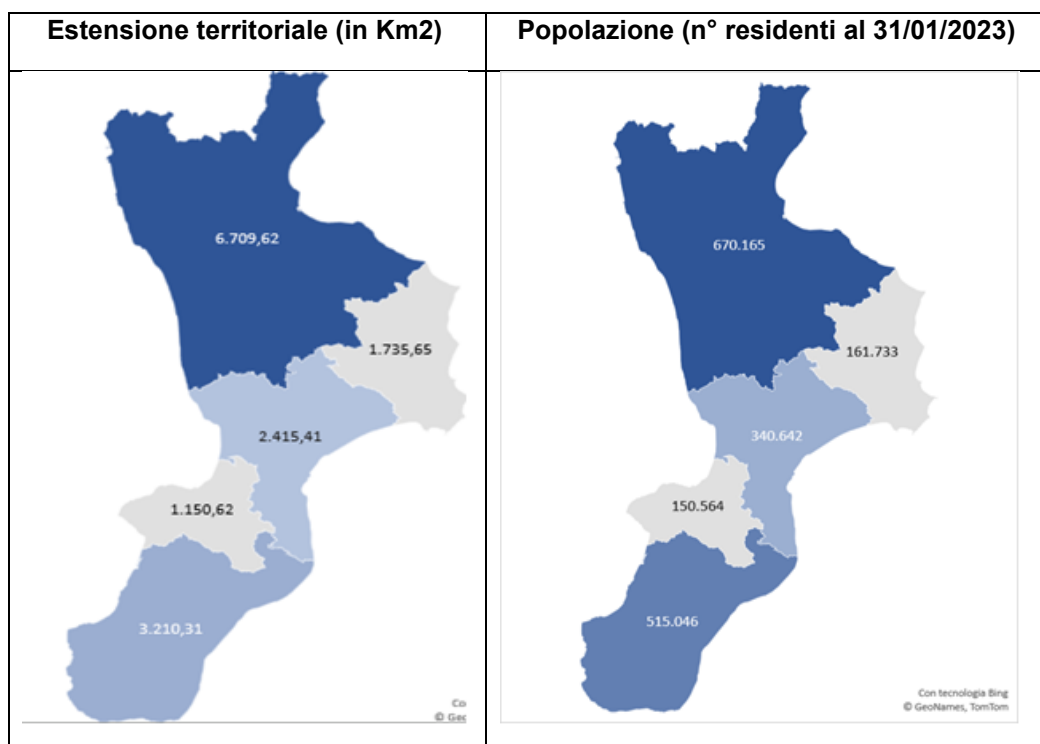 Estensione territoriale (in Km2)
Popolazione (n° residenti al 31/01/2023)
6.709,62
1.735,65
2.415,41
1.150,62
3.210,31
Co
© Geo
670.165
161.733
340.642
150.564
515.046
Con tecnologia Bing
© GeoNames, TomTom